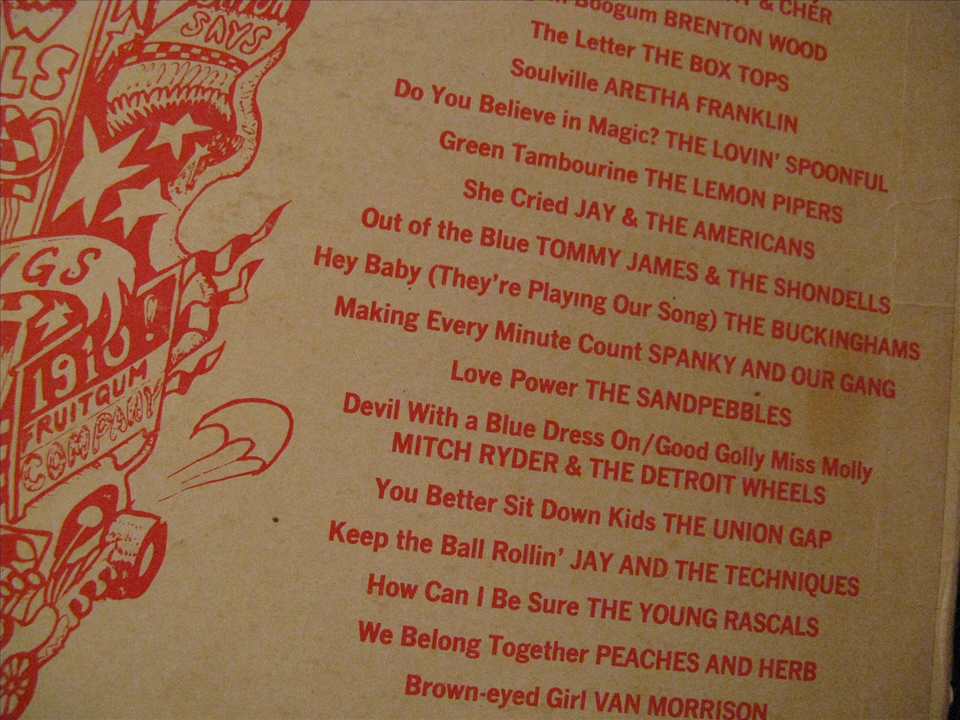 & CHÉR
Boogum BRENTON WOOD
The Letter THE BOX TOPS
Soulville ARETHA FRANKLIN
Do You Believe in Magic? THE LOVIN' SPOONFUL
Green Tambourine THE LEMON PIPERS
She Cried JAY & THE AMERICANS
Out of the Blue TOMMY JAMES & THE SHONDELLS
Hey Baby (They're Playing Our Song) THE BUCKINGHAMS
Making Every Minute Count SPANKY AND OUR GANG
Love Power THE SANDPEBBLES
Devil With a Blue Dress On/Good Golly Miss Molly
MITCH RYDER & THE DETROIT WHEELS
You Better Sit Down Kids THE UNION GAP
Keep the Ball Rollin' JAY AND THE TECHNIQUES
How Can I Be Sure THE YOUNG RASCALS
We Belong Together PEACHES AND HERB
Brown-eyed Girl VAN MORRISON
SAYS
LS
GS
1910
FRUITGUM
COMPANY